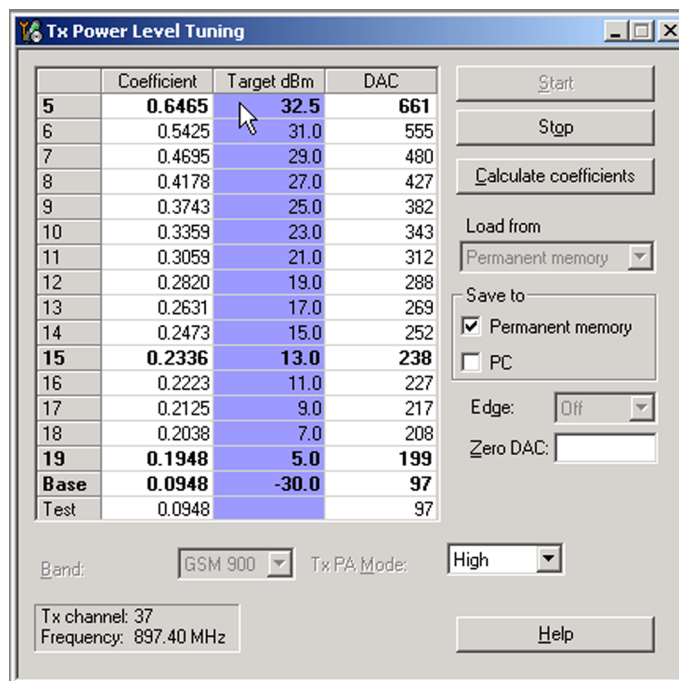 Tx Power Level Tuning
Coefficient Target dBm DAC
5 0.6465 32.5 661
6 0.5425 31.0 555
7 0.4695 29.0 480
8 0.4178 27.0 427
9 0.3743 25.0 382
10 0.3359 23.0 343
11 0.3059 21.0 312
12 0.2820 19.0 288
13 0.2631 17.0 269
14 0.2473 15.0 252
15 0.2336 13.0 238
16 0.2223 11.0 227
17 0.2125 9.0 217
18 0.2038 7.0 208
19 0.1948 5.0 199
Base 0.0948 -30.0 97
Test 0.0948 97
Start
Stop
Calculate coefficients
Load from
Permanent memory
Save to
Permanent memory
PC
Edge: Off
Zero DAC:
Band: GSM 900 Tx PA Mode: High
Tx channel: 37
Frequency: 897.40 MHz
Help